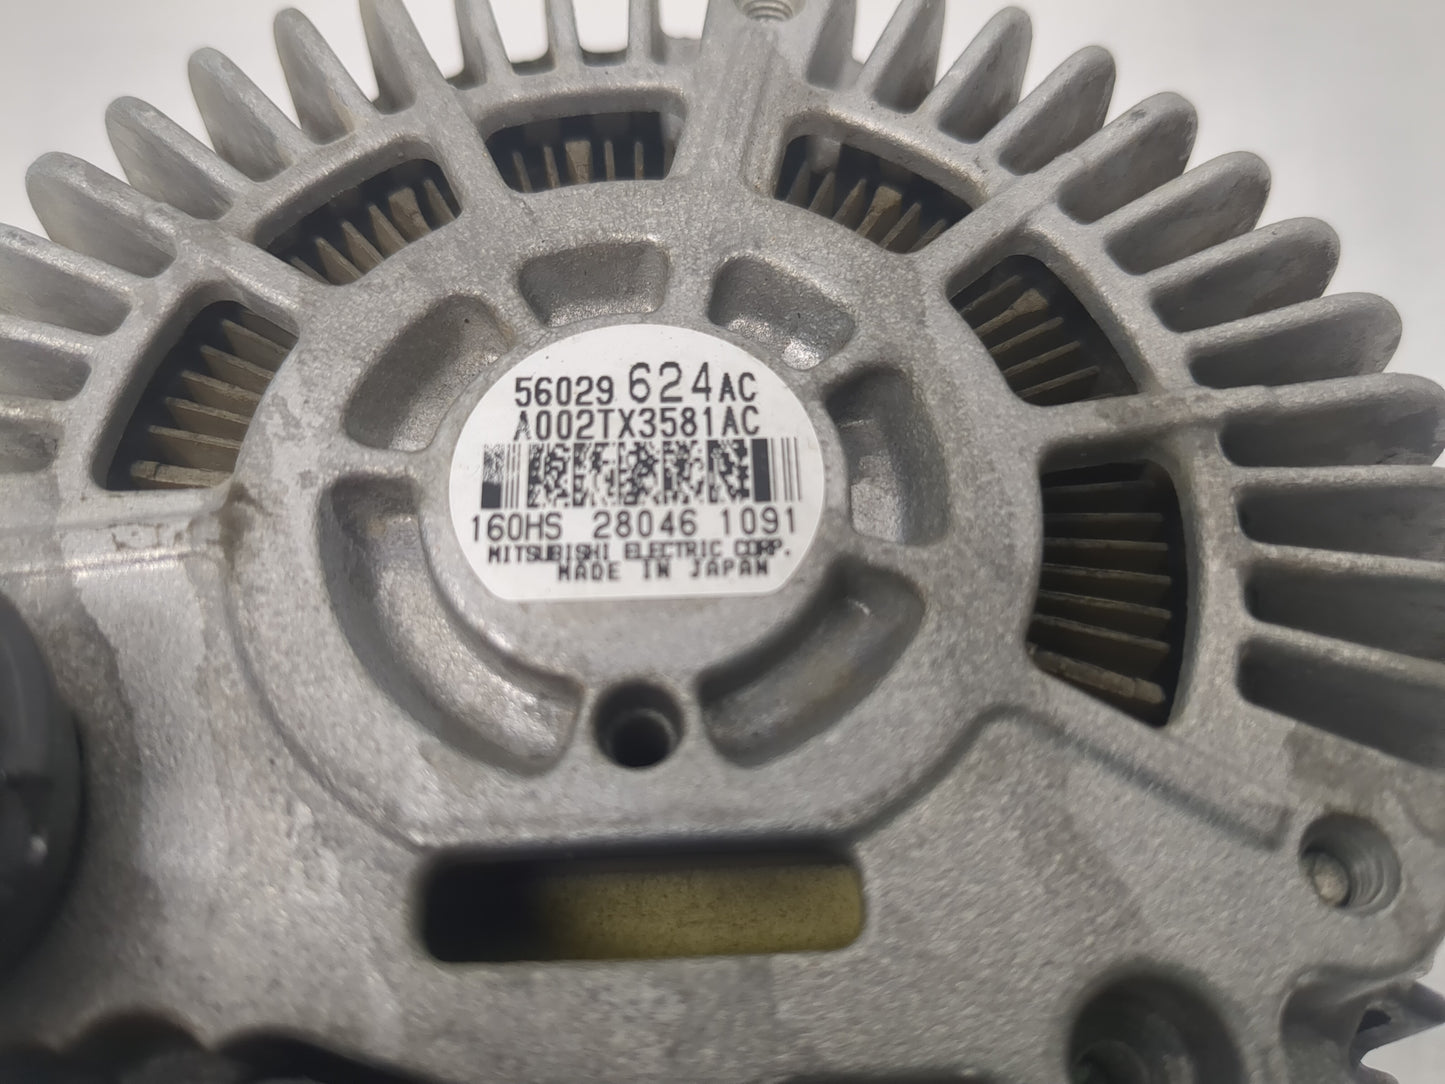 56029 624AC
A002TX3581AC
160HS 28046 1091
MITSUBISHI ELECTRIC CORP.
MADE IN JAPAN